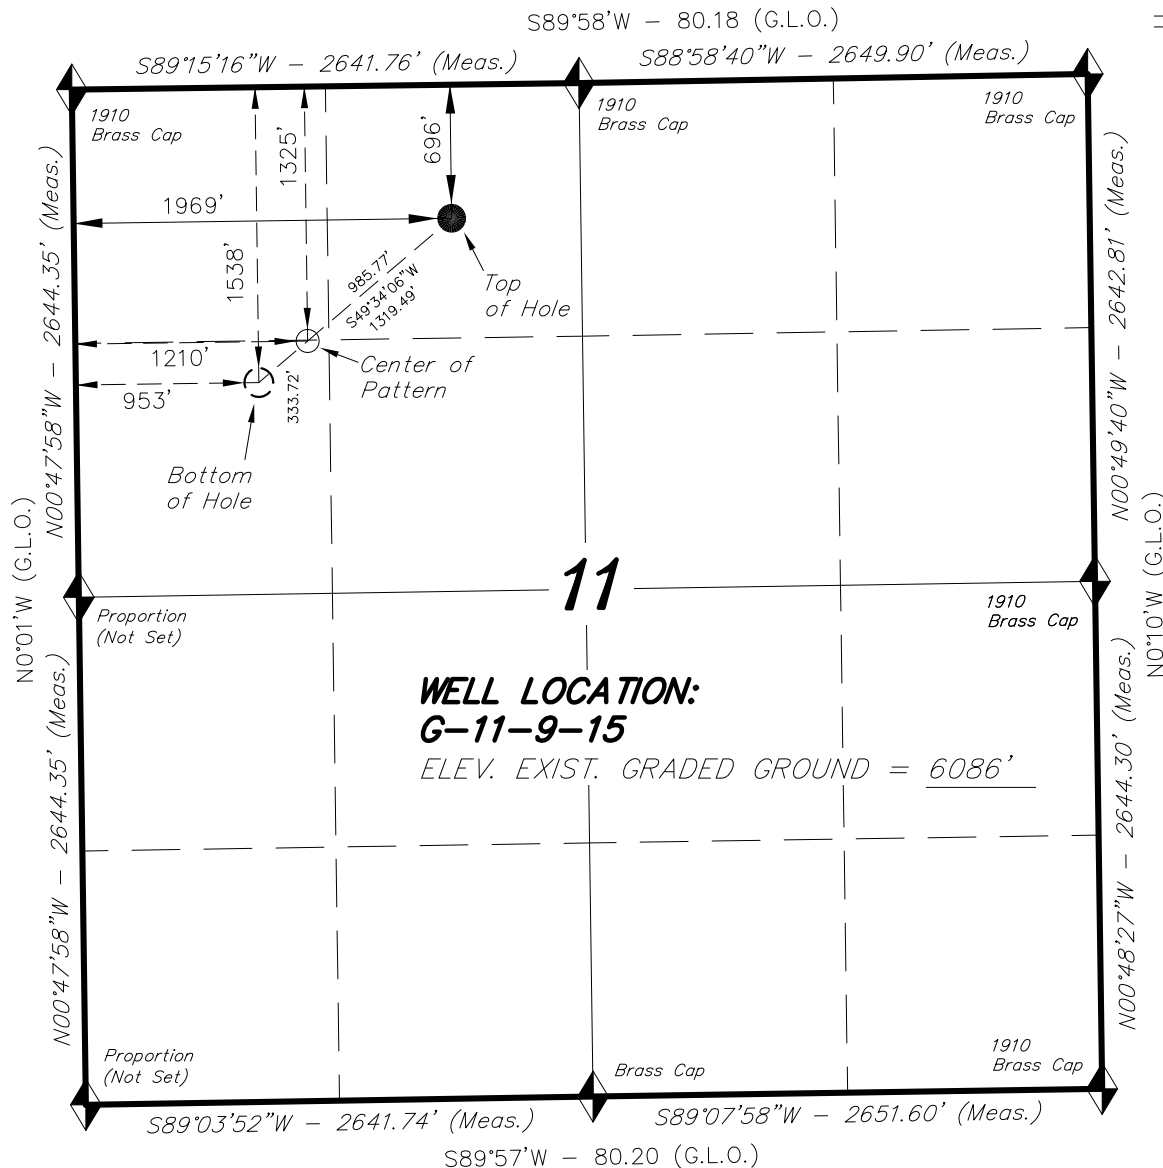 S89°58'W – 80.18 (G.L.O.)
S89°15'16"W – 2641.76' (Meas.)
S88°58'40"W – 2649.90' (Meas.)
1910
Brass Cap
1910
Brass Cap
1910
Brass Cap
696'
1325'
1969'
1538'
985.77'
S49°34'06"W
1319.49'
Top
of Hole
1210'
Center of
Pattern
953'
333.72'
Bottom
of Hole
N00°47'58"W – 2644.35' (Meas.)
N00°49'40"W – 2642.81' (Meas.)
N0°01'W (G.L.O.)
N0°10'W (G.L.O.)
11
Proportion
(Not Set)
1910
Brass Cap
WELL LOCATION:
G–11–9–15
ELEV. EXIST. GRADED GROUND = 6086'
N00°47'58"W – 2644.35' (Meas.)
N00°48'27"W – 2644.30' (Meas.)
Proportion
(Not Set)
Brass Cap
1910
Brass Cap
S89°03'52"W – 2641.74' (Meas.)
S89°07'58"W – 2651.60' (Meas.)
S89°57'W – 80.20 (G.L.O.)